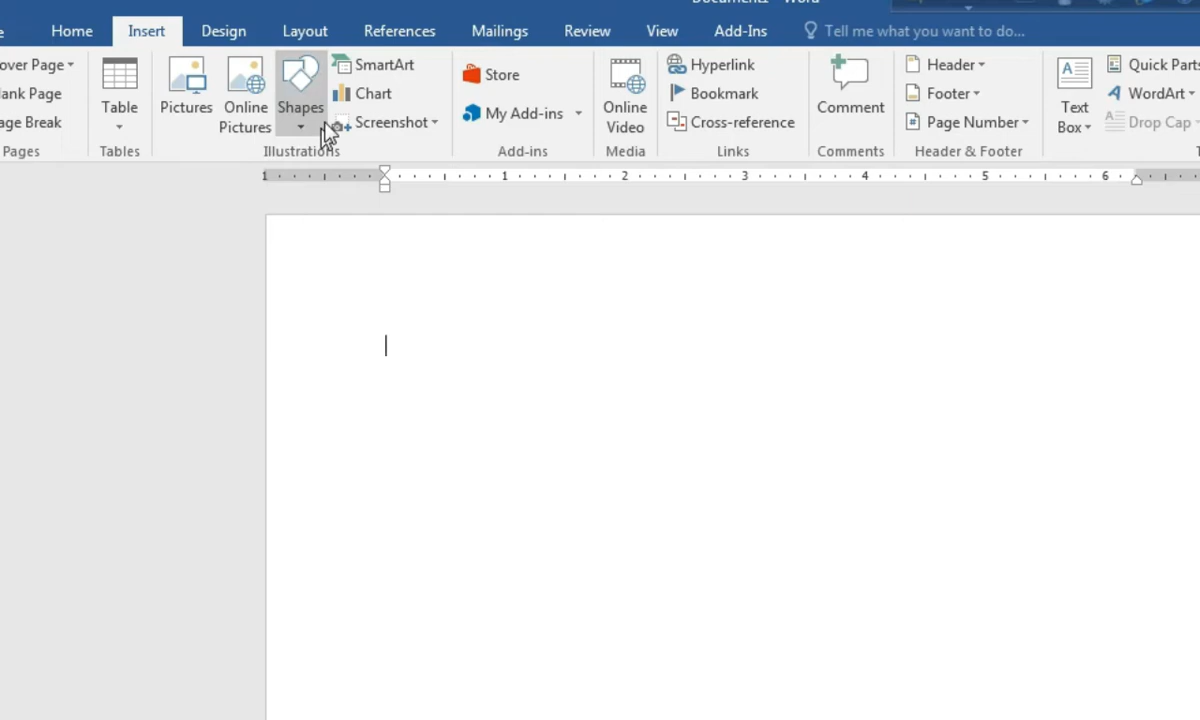 Home Insert Design Layout References Mailings Review View Add-Ins Tell me what you want to do...
over Page
lank Page
age Break
Pages
Table
Tables
Pictures
Online
Pictures
Shapes
SmartArt
Chart
Screenshot
Illustrations
Store
My Add-ins
Add-ins
Online
Video
Media
Hyperlink
Bookmark
Cross-reference
Links
Comment
Comments
Header
Footer
Page Number
Header & Footer
A
Text
Box
Quick Parts
WordArt
Drop Cap
1 1 2 3 4 5 6